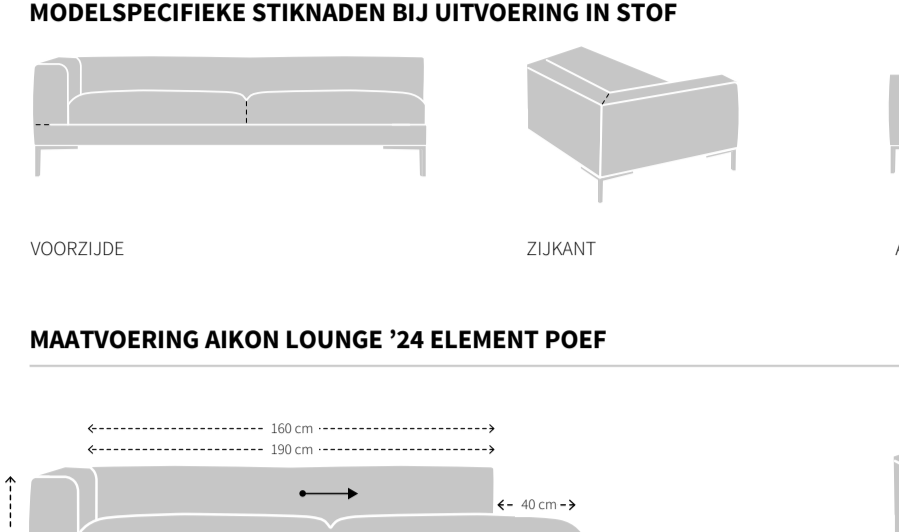 MODELSPECIFIEKE STIKNADEN BIJ UITVOERING IN STOF
VOORZIJDE
ZIJKANT
MAATVOERING AIKON LOUNGE ’24 ELEMENT POEF
160 cm
190 cm
40 cm